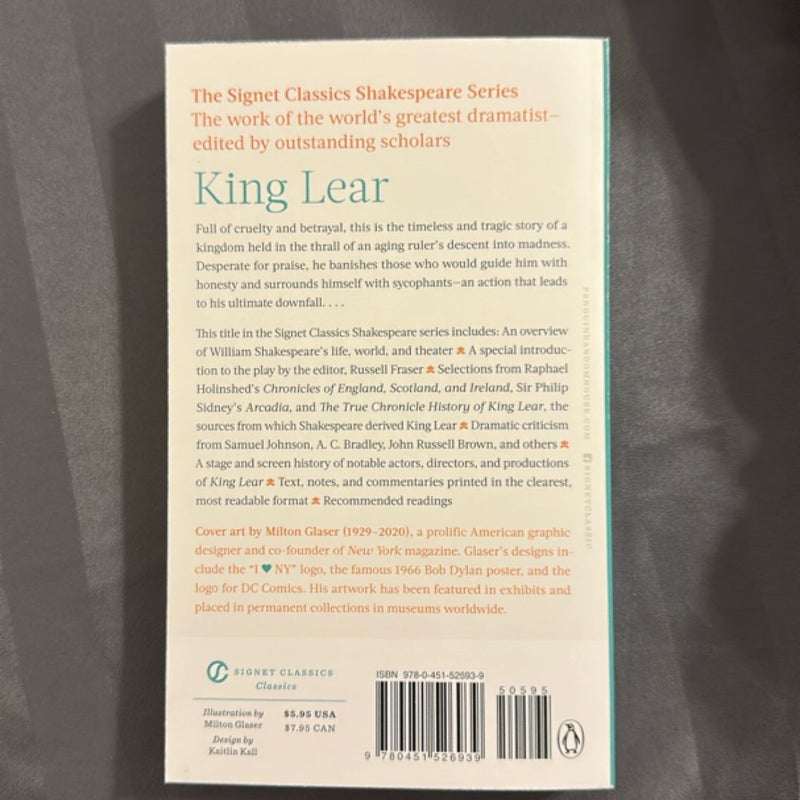 The Signet Classics Shakespeare Series
The work of the world's greatest dramatist—
edited by outstanding scholars
King Lear
Full of cruelty and betrayal, this is the timeless and tragic story of a
kingdom held in the thrall of an aging ruler's descent into madness.
Desperate for praise, he banishes those who would guide him with
honesty and surrounds himself with sycophants—an action that leads
to his ultimate downfall. . . .
This title in the Signet Classics Shakespeare series includes: An overview
of William Shakespeare's life, world, and theater A special introduc-
tion to the play by the editor, Russell Fraser Selections from Raphael
Holinshed's Chronicles of England, Scotland, and Ireland, Sir Philip
Sidney's Arcadia, and The True Chronicle History of King Lear, the
sources from which Shakespeare derived King Lear Dramatic criticism
from Samuel Johnson, A. C. Bradley, John Russell Brown, and others
A stage and screen history of notable actors, directors, and productions
of King Lear Text, notes, and commentaries printed in the clearest,
most readable format Recommended readings
Cover art by Milton Glaser (1929–2020), a prolific American graphic
designer and co-founder of New York magazine. Glaser's designs in-
clude the "I ♥ NY" logo, the famous 1966 Bob Dylan poster, and the
logo for DC Comics. His artwork has been featured in exhibits and
placed in permanent collections in museums worldwide.
PENGUINRANDOMHOUSE.COM SIGNETCLASSIC
SIGNET CLASSICS
Classics
Illustration by
Milton Glaser
Design by
Kaitlin Kall
$5.95 USA
$7.95 CAN
ISBN 978-0-451-52693-9
50595
9 780451 526939